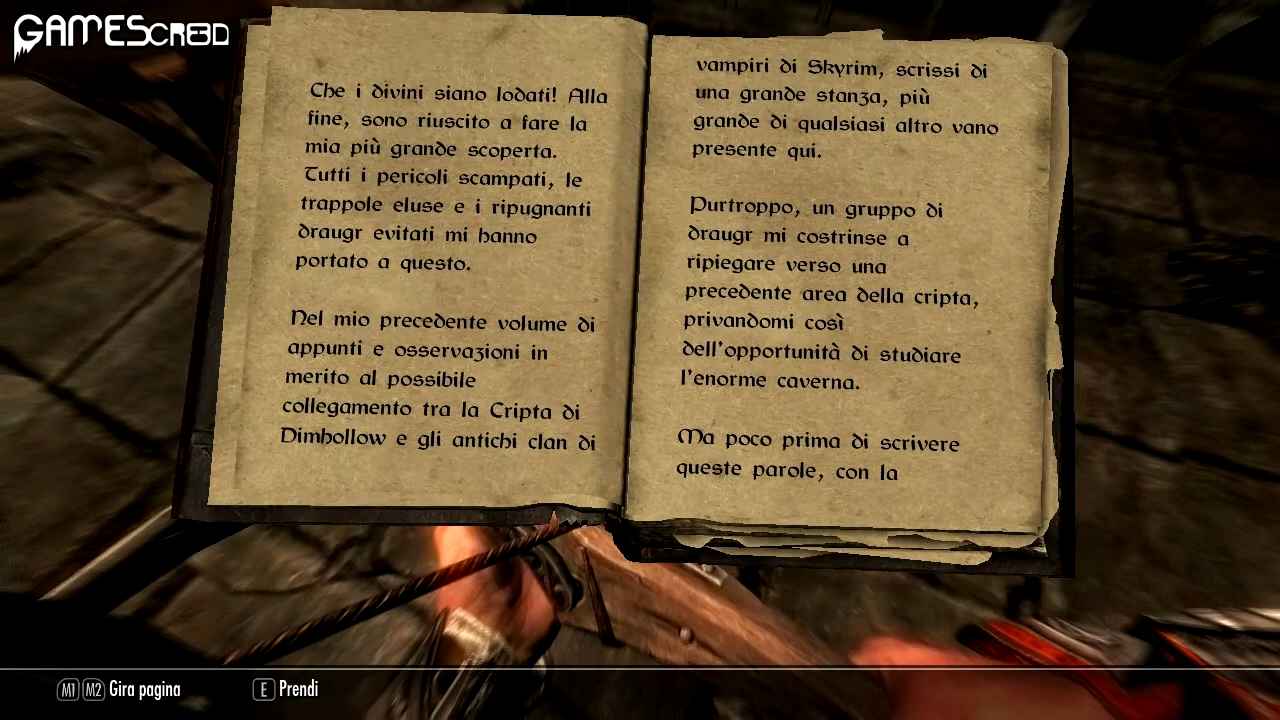 GAMESCR3D
Che i divini siano lodati! Alla
fine, sono riuscito a fare la
mia più grande scoperta.
Tutti i pericoli scampati, le
trappole eluse e i ripugnanti
draugr evitati mi hanno
portato a questo.
Nel mio precedente volume di
appunti e osservazioni in
merito al possibile
collegamento tra la Cripta di
Dimhollow e gli antichi clan di
vampiri di Skyrim, scrissi di
una grande stanza, più
grande di qualsiasi altro vano
presente qui.
Purtroppo, un gruppo di
draugr mi costrinse a
ripiegare verso una
precedente area della cripta,
privandomi così
dell'opportunità di studiare
l'enorme caverna.
Ma poco prima di scrivere
queste parole, con la
M1 M2 Gira pagina
E Prendi